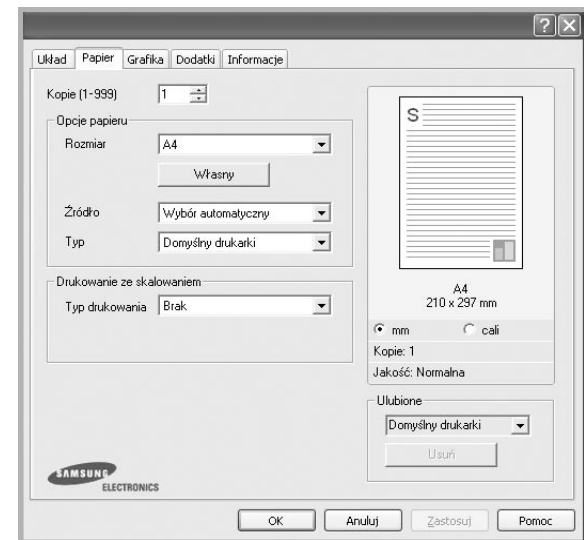 Układ Papier Grafika Dodatki Informacje
Kopie (1-999) 1
Opcje papieru
Rozmiar A4
Własny
Źródło Wybór automatyczny
Typ Domyślny drukarki
Drukowanie ze skalowaniem
Typ drukowania Brak
S
A4
210 x 297 mm
mm cali
Kopie: 1
Jakość: Normalna
Ulubione
Domyślny drukarki
Usuń
SAMSUNG
ELECTRONICS
OK Anuluj Zastosuj Pomoc